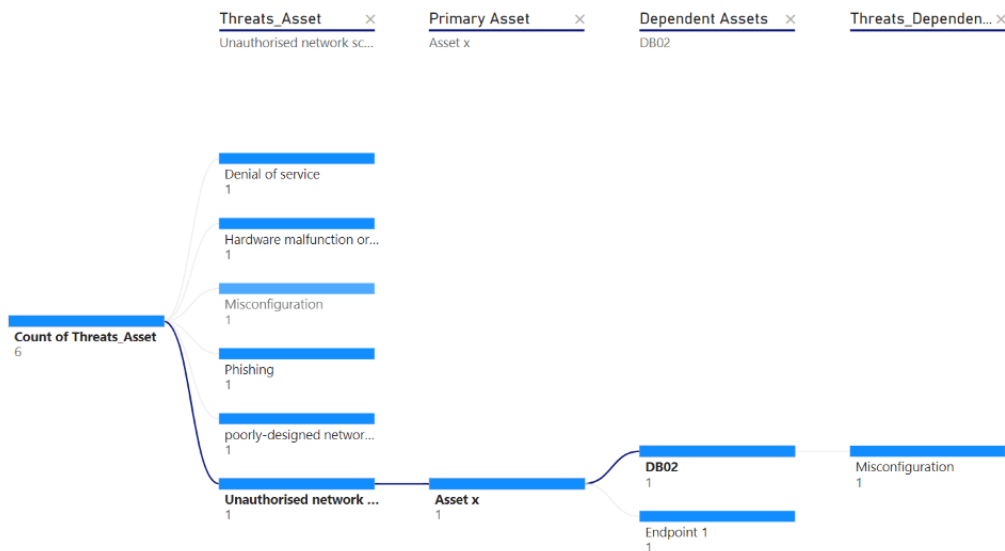 Threats_Asset ×
Unauthorised network sc...
Primary Asset ×
Asset x
Dependent Assets ×
DB02
Threats_Dependen... ×
Denial of service
1
Hardware malfunction or...
1
Misconfiguration
1
Count of Threats_Asset
6
Phishing
1
poorly-designed networ...
1
Unauthorised network ...
1
Asset x
1
DB02
1
Endpoint 1
1
Misconfiguration
1